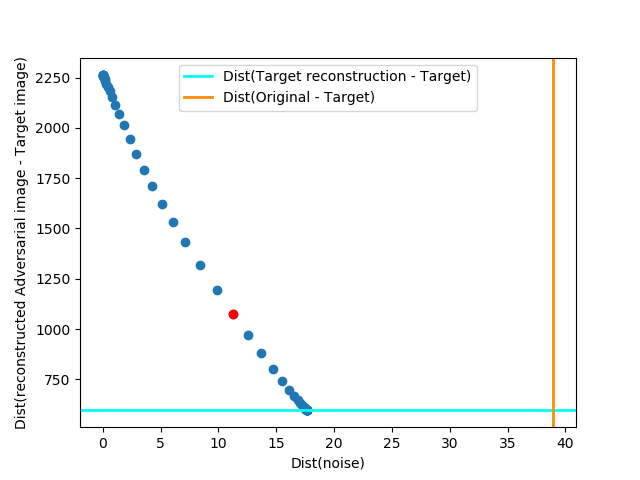 Dist(Target reconstruction - Target)
Dist(Original - Target)
2250
2000
1750
1500
1250
1000
750
Dist(reconstructed Adversarial image - Target image)
0 5 10 15 20 25 30 35 40
Dist(noise)